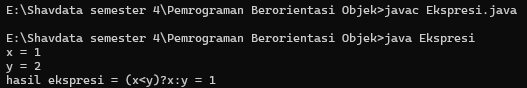 E:\Shavdata semester 4\Pemrograman Berorientasi Objek>javac Ekspresi.java
E:\Shavdata semester 4\Pemrograman Berorientasi Objek>java Ekspresi
x = 1
y = 2
hasil ekspresi = (x<y)?x:y = 1